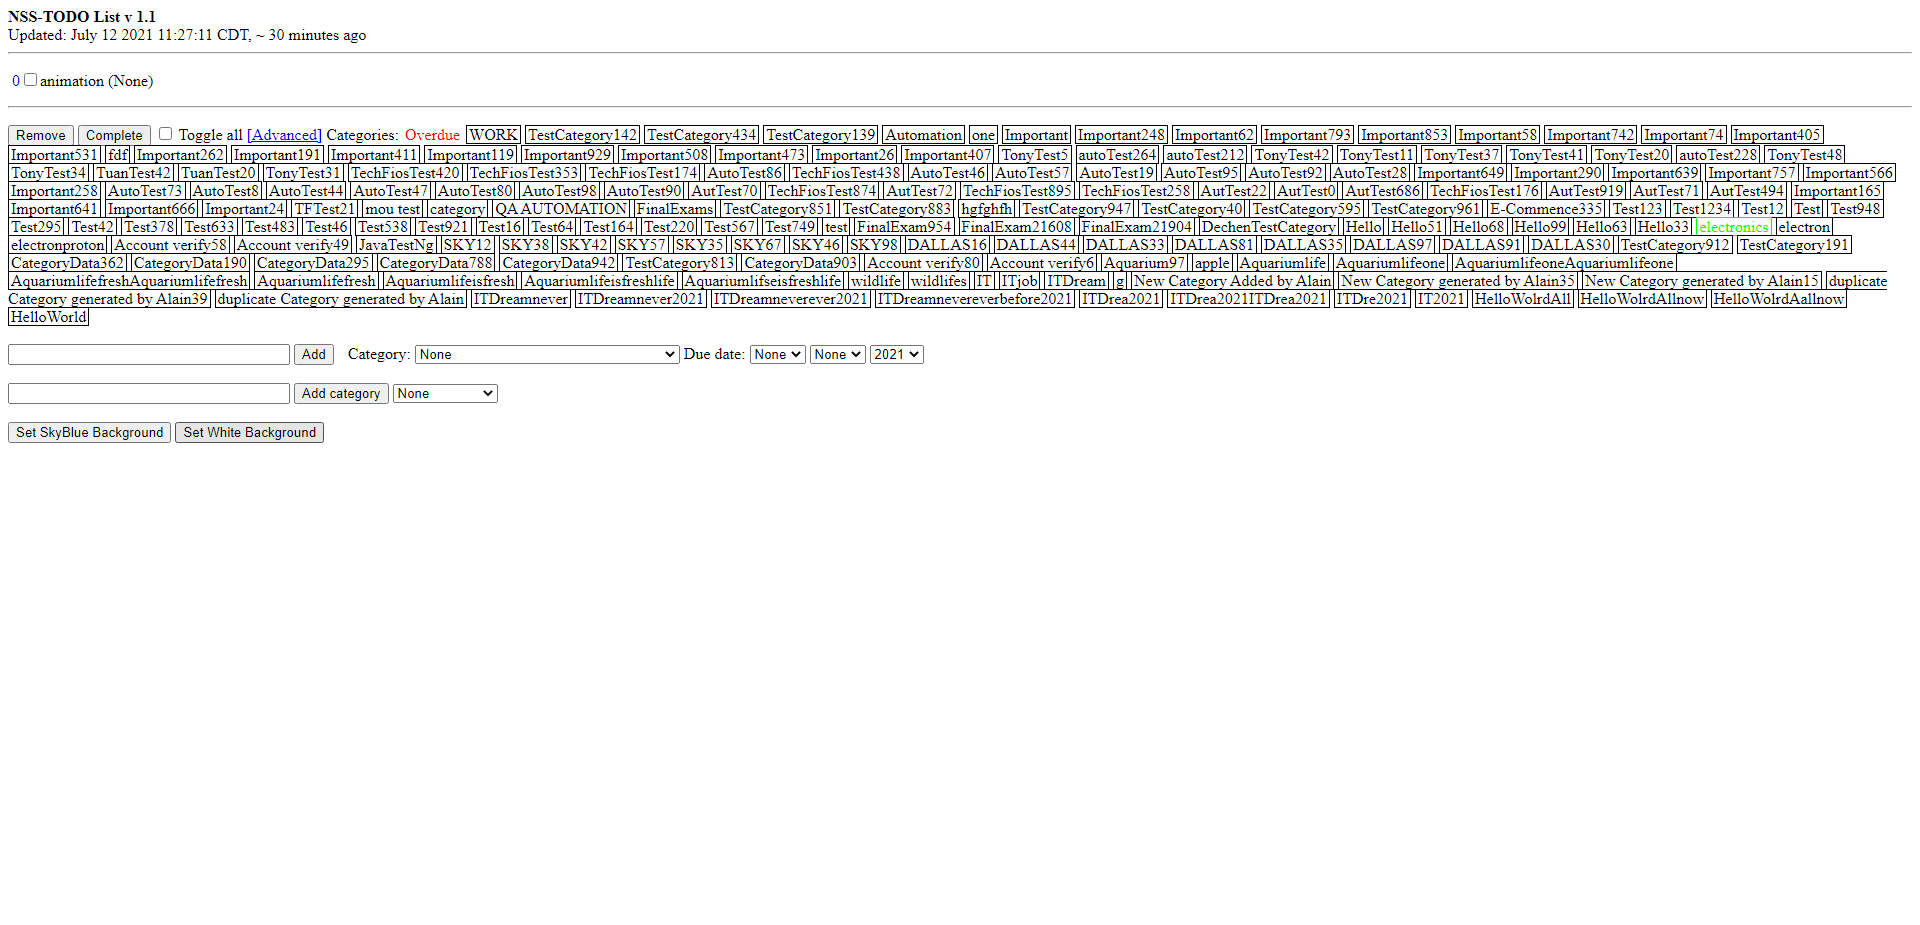 NSS-TODO List v 1.1
Updated: July 12 2021 11:27:11 CDT, ~ 30 minutes ago
0 animation (None)
Remove Complete Toggle all [Advanced] Categories: Overdue WORK TestCategory142 TestCategory434 TestCategory139 Automation one Important Important248 Important62 Important793 Important853 Important58 Important742 Important74 Important405
Important531 fdf Important262 Important191 Important411 Important119 Important929 Important508 Important473 Important26 Important407 TonyTest5 autoTest264 autoTest212 TonyTest42 TonyTest11 TonyTest37 TonyTest41 TonyTest20 autoTest228 TonyTest48
TonyTest34 TuanTest42 TuanTest20 TonyTest31 TechFiosTest420 TechFiosTest353 TechFiosTest174 AutoTest86 TechFiosTest438 AutoTest46 AutoTest57 AutoTest19 AutoTest95 AutoTest92 AutoTest28 Important649 Important290 Important639 Important757 Important566
Important258 AutoTest73 AutoTest8 AutoTest44 AutoTest47 AutoTest80 AutoTest98 AutoTest90 AutTest70 TechFiosTest874 AutTest72 TechFiosTest895 TechFiosTest258 AutTest22 AutTest0 AutTest686 TechFiosTest176 AutTest919 AutTest71 AutTest494 Important165
Important641 Important666 Important24 TFTest21 mou test category QA AUTOMATION FinalExams TestCategory851 TestCategory883 hgfghfh TestCategory947 TestCategory40 TestCategory595 TestCategory961 E-Commence335 Test123 Test1234 Test12 Test Test948
Test295 Test42 Test378 Test633 Test483 Test46 Test538 Test921 Test16 Test64 Test164 Test220 Test567 Test749 test FinalExam954 FinalExam21608 FinalExam21904 DechenTestCategory Hello Hello51 Hello68 Hello99 Hello63 Hello33 electronics electron
electronproton Account verify58 Account verify49 JavaTestNg SKY12 SKY38 SKY42 SKY57 SKY35 SKY67 SKY46 SKY98 DALLAS16 DALLAS44 DALLAS33 DALLAS81 DALLAS35 DALLAS97 DALLAS91 DALLAS30 TestCategory912 TestCategory191
CategoryData362 CategoryData190 CategoryData295 CategoryData788 CategoryData942 TestCategory813 CategoryData903 Account verify80 Account verify6 Aquarium97 apple Aquariumlife Aquariumlifeone AquariumlifeoneAquariumlifeone
AquariumlifefreshAquariumlifefresh Aquariumlifefresh Aquariumlifeisfresh Aquariumlifeisfreshlife Aquariumlifseisfreshlife wildlife wildlifes IT ITjob ITDream g New Category Added by Alain New Category generated by Alain35 New Category generated by Alain15 duplicate
Category generated by Alain39 duplicate Category generated by Alain ITDreamnever ITDreamnever2021 ITDreamneverever2021 ITDreamnevereverbefore2021 ITDrea2021 ITDrea2021ITDrea2021 ITDre2021 IT2021 HelloWolrdAll HelloWolrdAllnow HelloWolrdAallnow
HelloWorld
Add Category: None Due date: None None 2021
Add category None
Set SkyBlue Background Set White Background